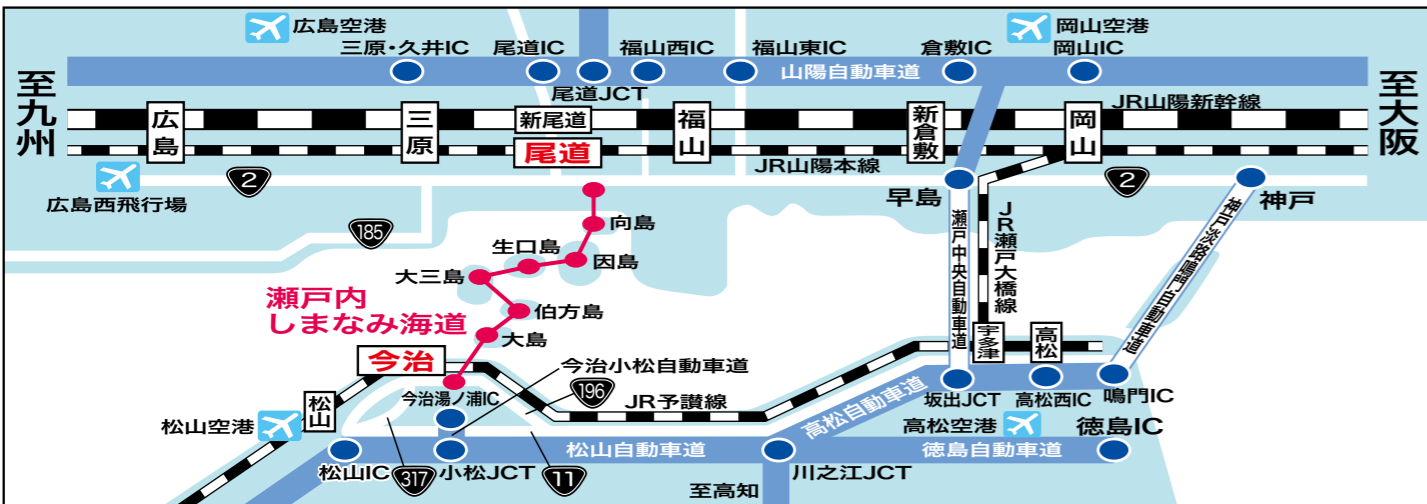 広島空港
岡山空港
三原・久井IC
尾道IC
福山西IC
福山東IC
倉敷IC
岡山IC
山陽自動車道
尾道JCT
至九州
至大阪
JR山陽新幹線
広島
三原
新尾道
福山
新倉敷
岡山
尾道
JR山陽本線
広島西飛行場
2
早島
2
神戸
185
向島
生口島
因島
大三島
瀬戸中央自動車道
JR瀬戸大橋線
神戸淡路鳴門自動車道
瀬戸内
しまなみ海道
伯方島
大島
今治
今治小松自動車道
宇多津
高松
今治湯ノ浦IC
196
JR予讃線
松山
高松自動車道
坂出JCT
高松西IC
鳴門IC
松山空港
高松空港
徳島IC
松山自動車道
徳島自動車道
松山IC
317
小松JCT
11
川之江JCT
至高知